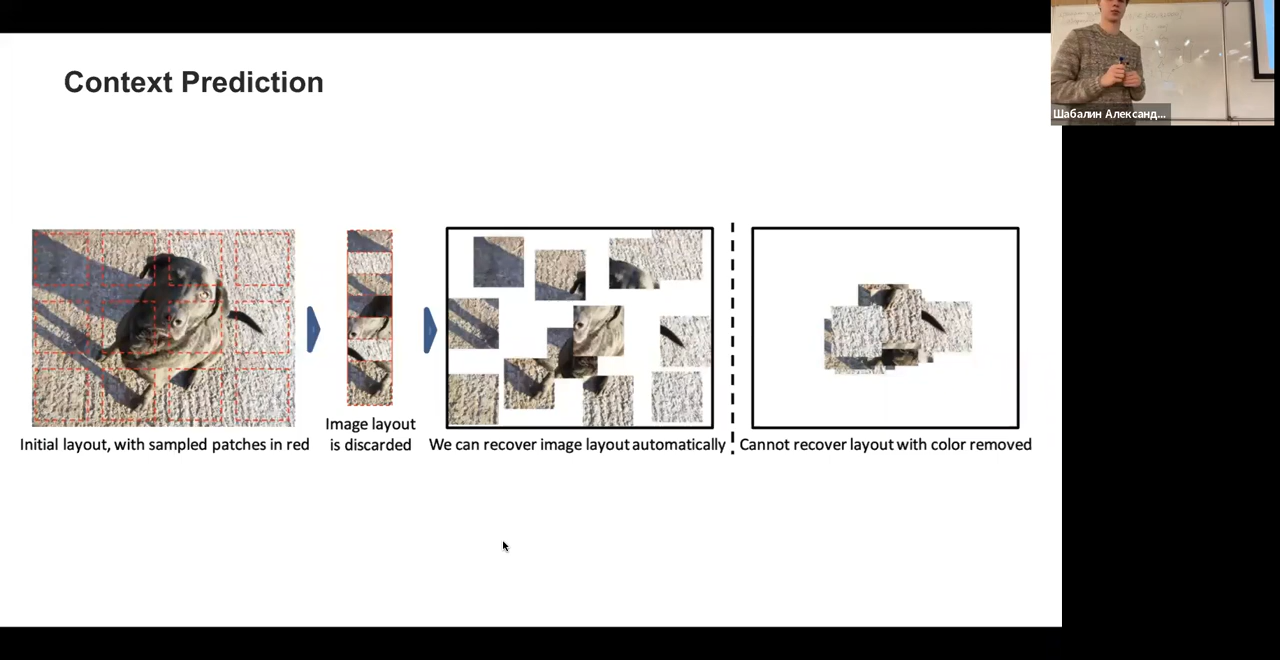 Context Prediction
Шабалин Александ...
Initial layout, with sampled patches in red
Image layout
is discarded
We can recover image layout automatically
Cannot recover layout with color removed